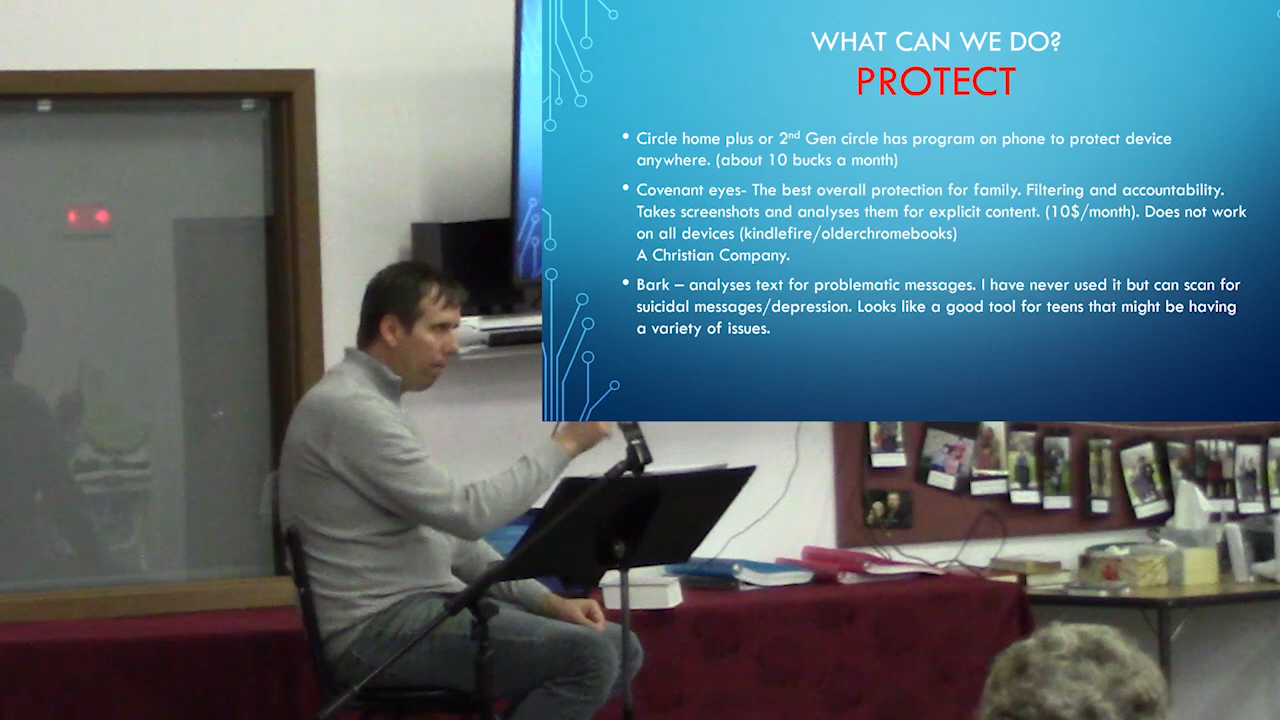 WHAT CAN WE DO?
PROTECT
• Circle home plus or 2nd Gen circle has program on phone to protect device
anywhere. (about 10 bucks a month)
• Covenant eyes- The best overall protection for family. Filtering and accountability.
Takes screenshots and analyses them for explicit content. (10$/month). Does not work
on all devices (kindlefire/olderchromebooks)
A Christian Company.
• Bark – analyses text for problematic messages. I have never used it but can scan for
suicidal messages/depression. Looks like a good tool for teens that might be having
a variety of issues.